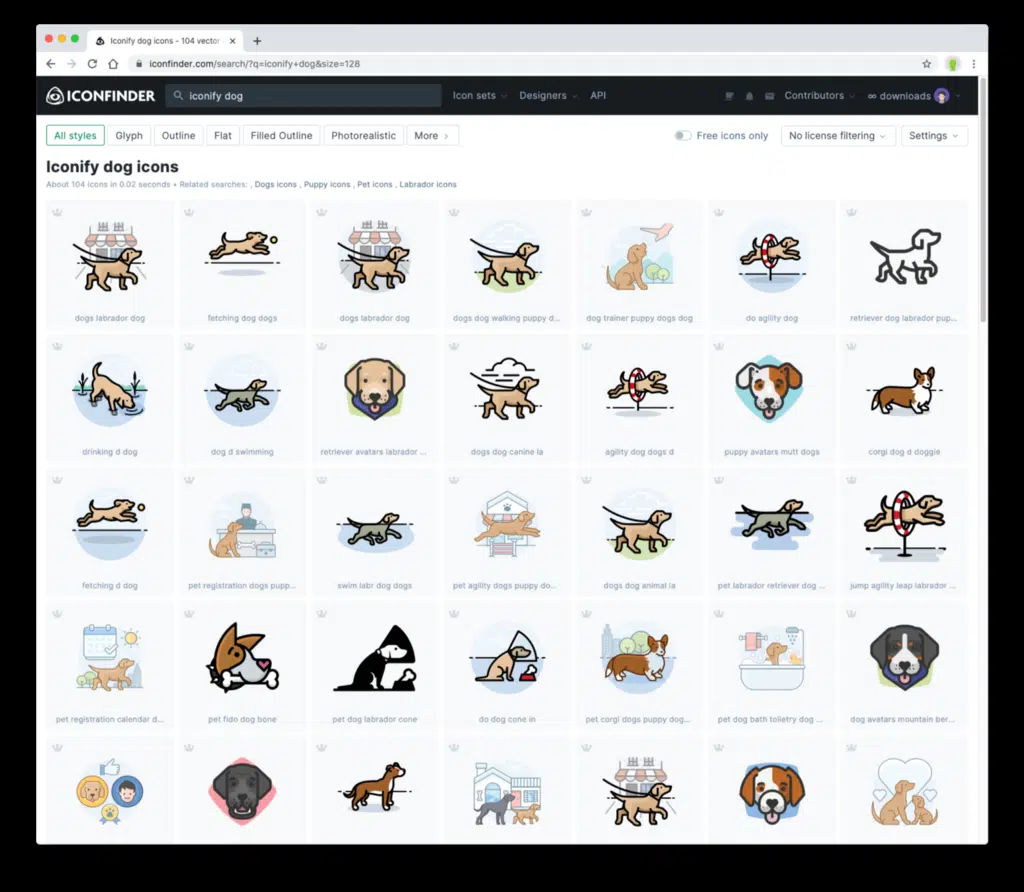 Iconify dog icons - 104 vector
iconfinder.com/search/?q=iconify+dog&size=128
ICONFINDER
iconify dog
Icon sets
Designers
API
Contributors
∞ downloads
All styles
Glyph
Outline
Flat
Filled Outline
Photorealistic
More
Free icons only
No license filtering
Settings
Iconify dog icons
About 104 icons in 0.02 seconds • Related searches: , Dogs icons , Puppy icons , Pet icons , Labrador icons
dogs labrador dog
fetching dog dogs
dogs labrador dog
dogs dog walking puppy d...
dog trainer puppy dogs dog
do agility dog
retriever dog labrador pup...
drinking d dog
dog d swimming
retriever avatars labrador ...
dogs dog canine la
agility dog dogs d
puppy avatars mutt dogs
corgi dog d doggie
fetching d dog
pet registration dogs pupp...
swim labr dog dogs
pet agility dogs puppy do...
dogs dog animal la
pet labrador retriever dog ...
jump agility leap labrador ...
pet registration calendar d...
pet fido dog bone
pet dog labrador cone
do dog cone in
pet corgi dogs puppy dog...
pet dog bath toiletry dog ...
dog avatars mountain ber...